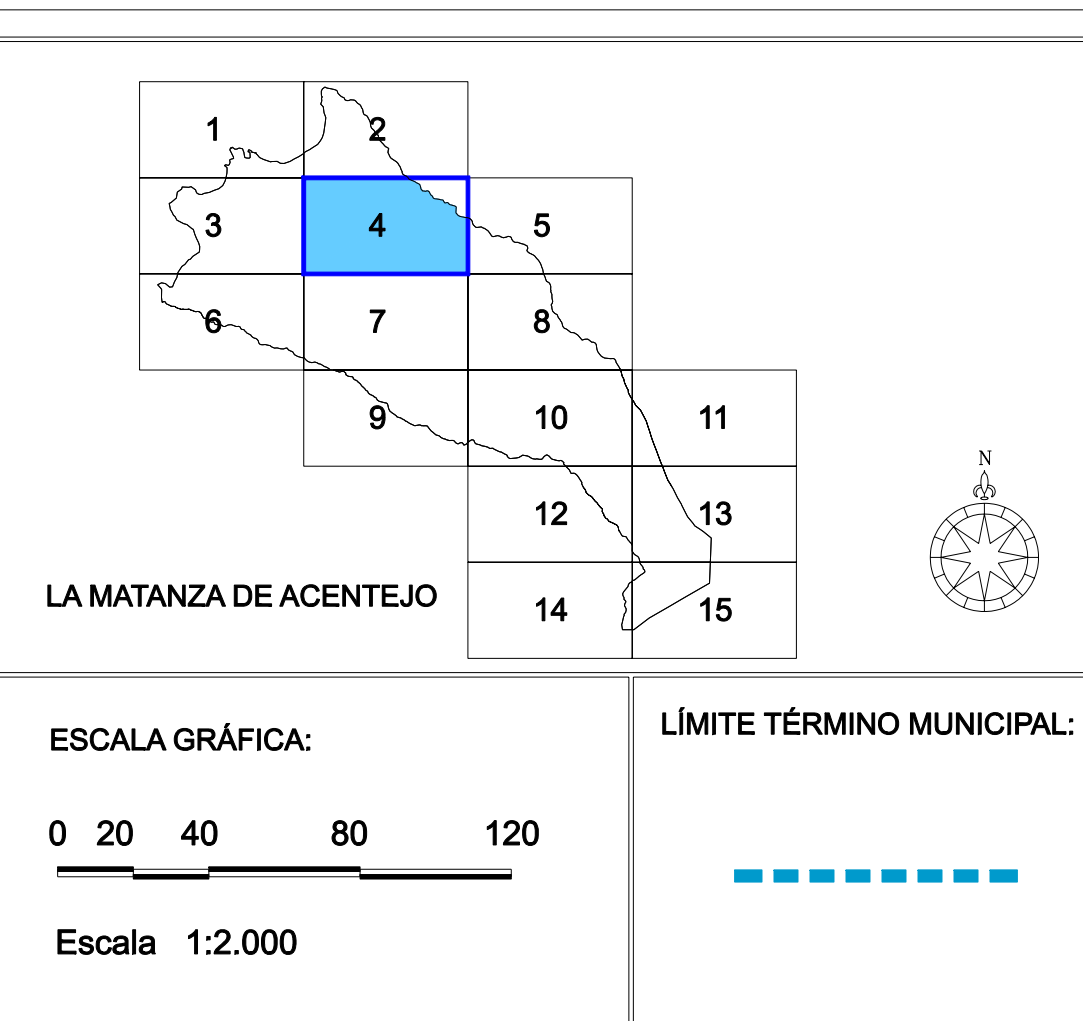 1 2
3 4 5
6 7 8
9 10 11
N
12 13
LA MATANZA DE ACENTEJO
14 15
ESCALA GRÁFICA:
LÍMITE TÉRMINO MUNICIPAL:
0 20 40 80 120
Escala 1:2.000